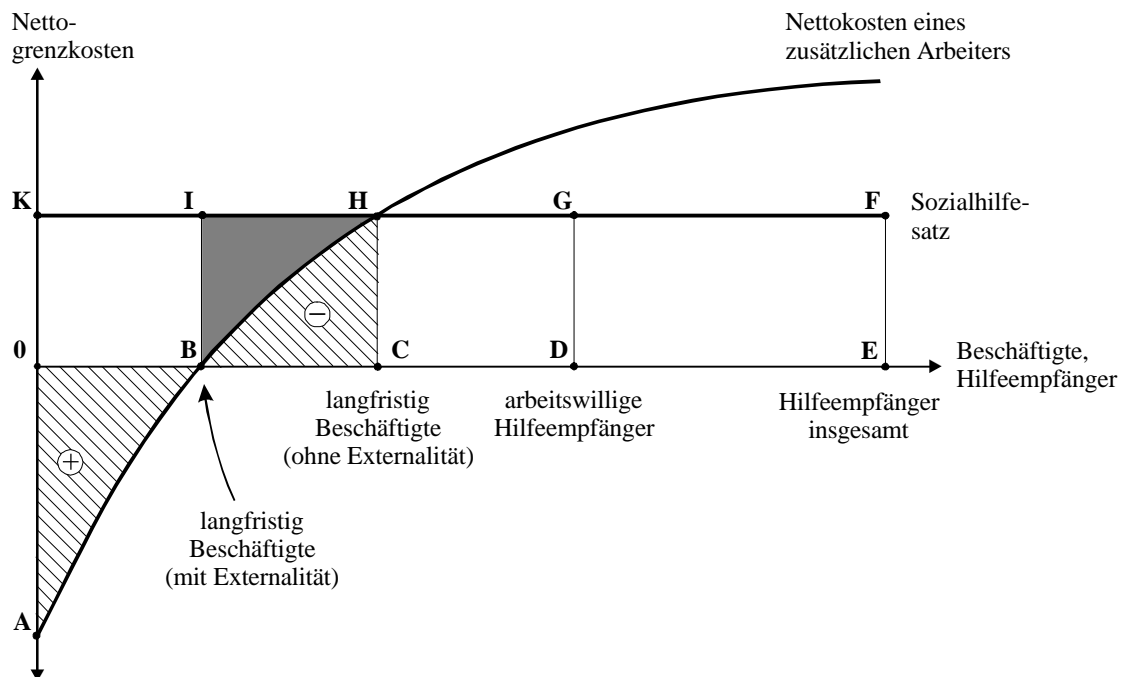 Netto-
grenzkosten
Nettokosten eines
zusätzlichen Arbeiters
K
I
H
G
F
Sozialhilfe-
satz
0
B
C
D
E
Beschäftigte,
Hilfeempfänger
langfristig
Beschäftigte
(ohne Externalität)
arbeitswillige
Hilfeempfänger
Hilfeempfänger
insgesamt
langfristig
Beschäftigte
(mit Externalität)
A
+
−